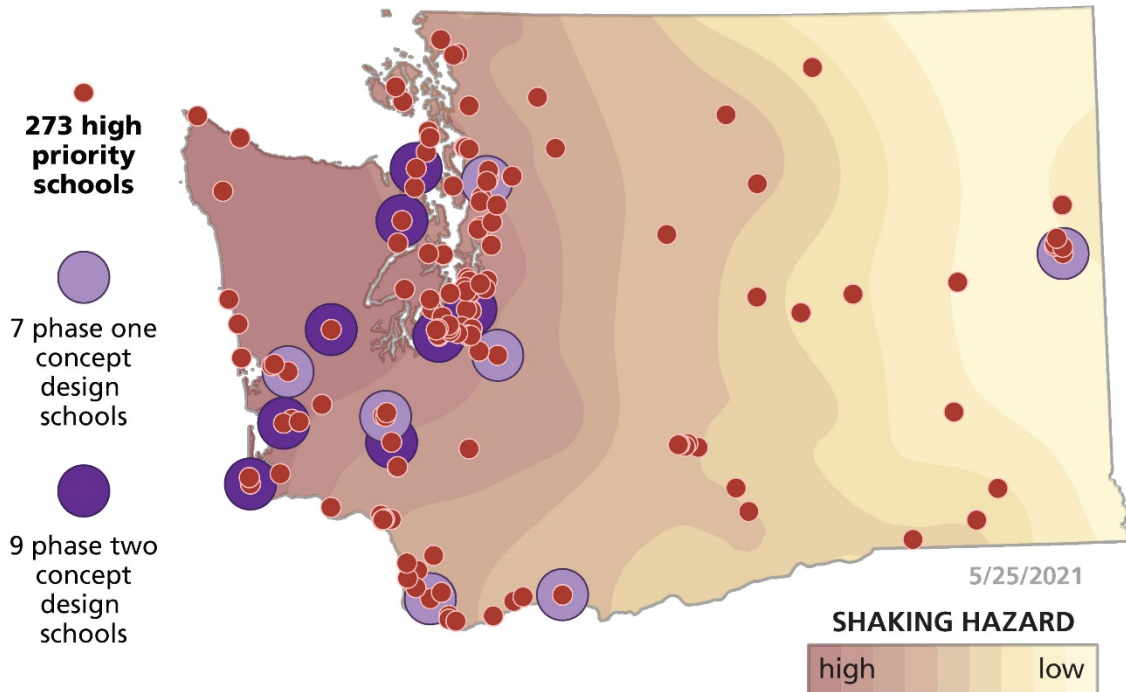 273 high
priority
schools
7 phase one
concept
design
schools
9 phase two
concept
design
schools
5/25/2021
SHAKING HAZARD
high low